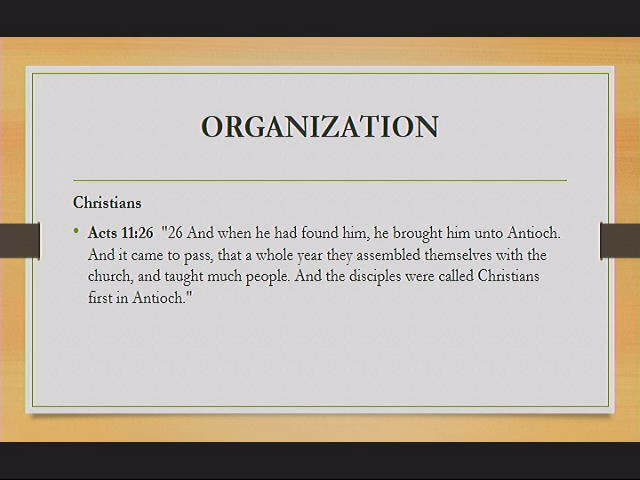 ORGANIZATION
Christians
• Acts 11:26 "26 And when he had found him, he brought him unto Antioch.
And it came to pass, that a whole year they assembled themselves with the
church, and taught much people. And the disciples were called Christians
first in Antioch."